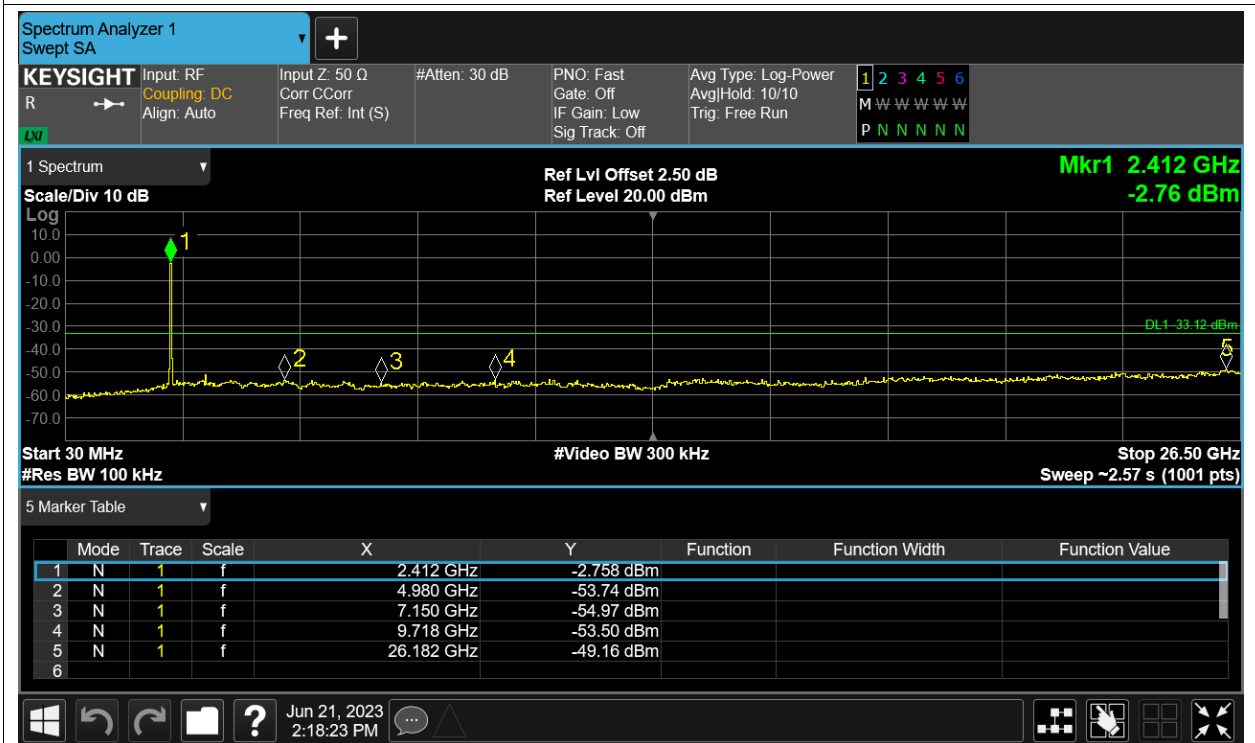 Spectrum Analyzer 1
Swept SA
+
KEYSIGHT Input: RF Input Z: 50 Ω #Atten: 30 dB PNO: Fast Avg Type: Log-Power 1 2 3 4 5 6
R Coupling: DC Corr CCorr Gate: Off Avg|Hold: 10/10 M W W W W W
Align: Auto Freq Ref: Int (S) IF Gain: Low Trig: Free Run
LXI Sig Track: Off P N N N N N
1 Spectrum Ref Lvl Offset 2.50 dB Mkr1 2.412 GHz
Scale/Div 10 dB Ref Level 20.00 dBm -2.76 dBm
Log
10.0 1
0.00
-10.0
-20.0
-30.0 DL1 -33.12 dBm
-40.0 2 3 4 5
-50.0
-60.0
-70.0
Start 30 MHz #Video BW 300 kHz Stop 26.50 GHz
#Res BW 100 kHz Sweep ~2.57 s (1001 pts)
5 Marker Table
Mode Trace Scale X Y Function Function Width Function Value
1 N 1 f 2.412 GHz -2.758 dBm
2 N 1 f 4.980 GHz -53.74 dBm
3 N 1 f 7.150 GHz -54.97 dBm
4 N 1 f 9.718 GHz -53.50 dBm
5 N 1 f 26.182 GHz -49.16 dBm
6
? Jun 21, 2023
2:18:23 PM